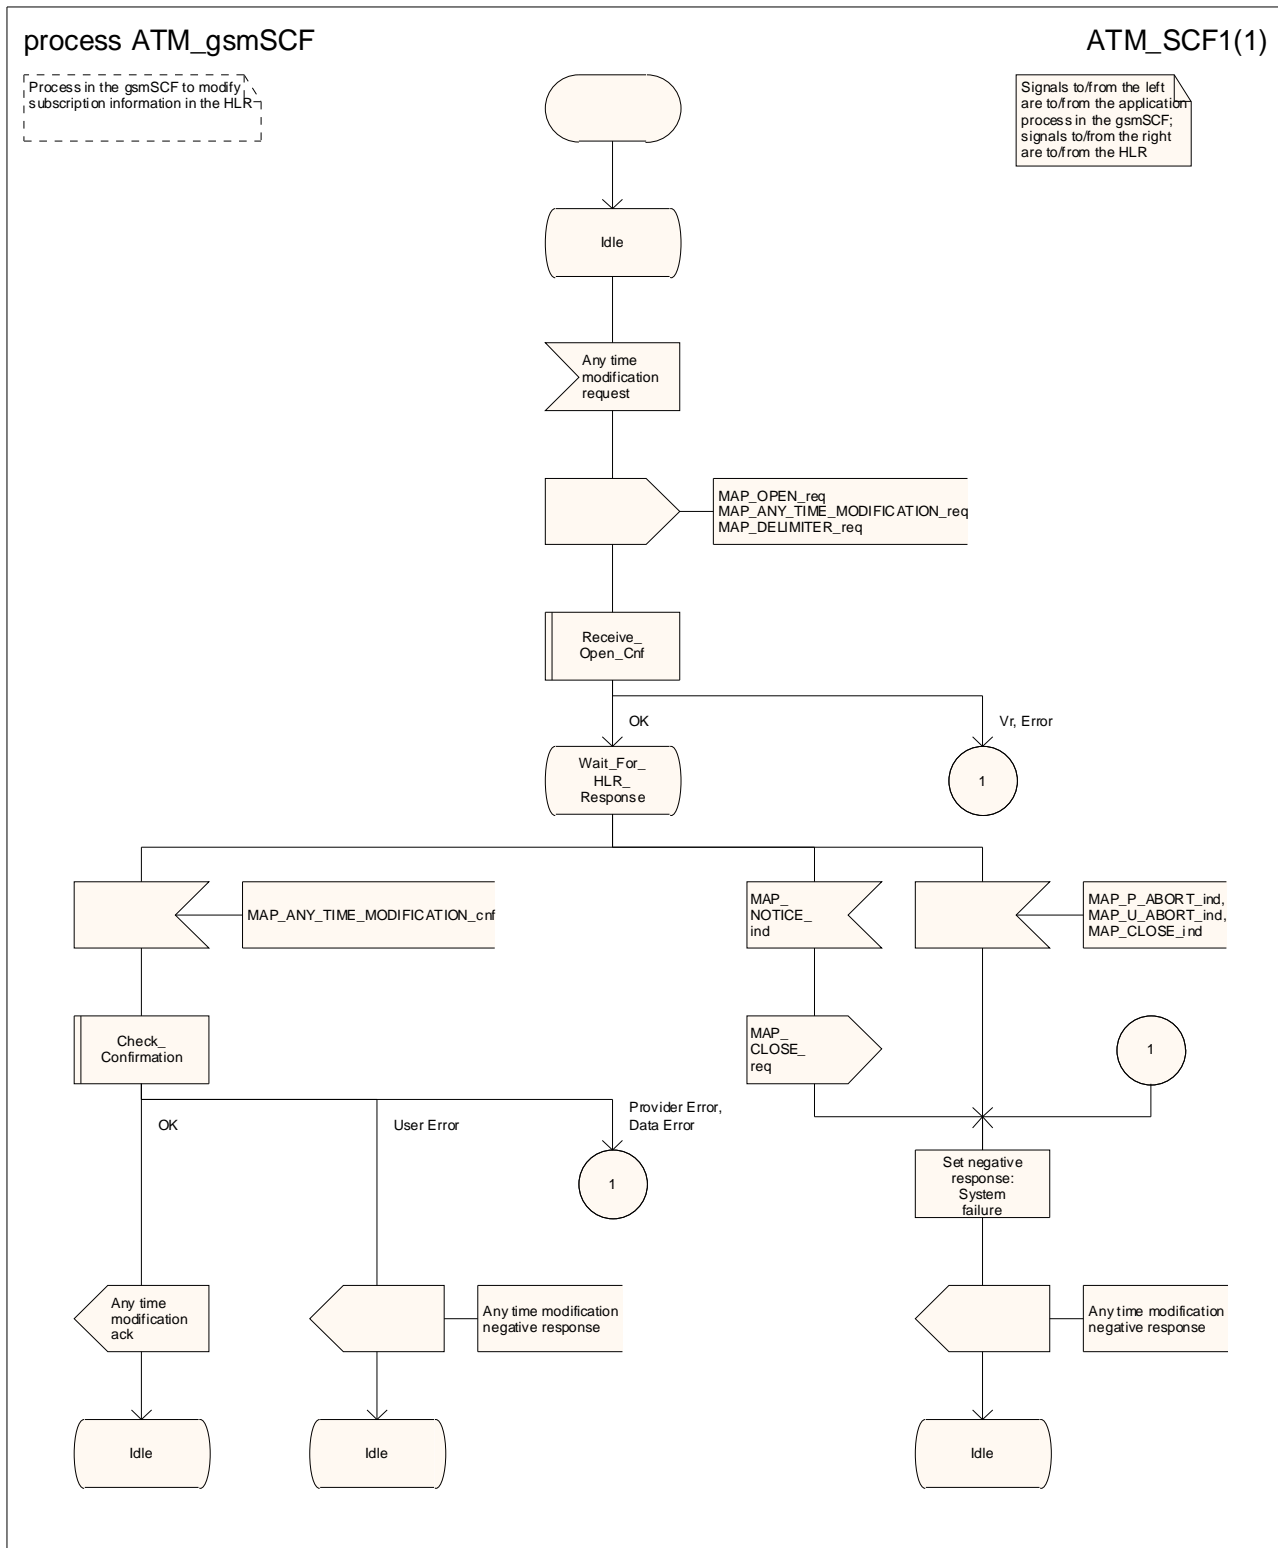 process ATM_gsmSCF
ATM_SCF1(1)
Process in the gsmSCF to modify
subscription information in the HLR
Signals to/from the left
are to/from the application
process in the gsmSCF;
signals to/from the right
are to/from the HLR
Idle
Any time
modification
request
MAP_OPEN_req
MAP_ANY_TIME_MODIFICATION_req
MAP_DELIMITER_req
Receive_
Open_Cnf
OK
Vr, Error
Wait_For_
HLR_
Response
1
MAP_ANY_TIME_MODIFICATION_cnf
MAP_
NOTICE_
ind
MAP_P_ABORT_ind,
MAP_U_ABORT_ind,
MAP_CLOSE_ind
Check_
Confirmation
MAP_
CLOSE_
req
1
OK
User Error
Provider Error,
Data Error
1
Set negative
response:
System
failure
Any time
modification
ack
Any time modification
negative response
Any time modification
negative response
Idle
Idle
Idle